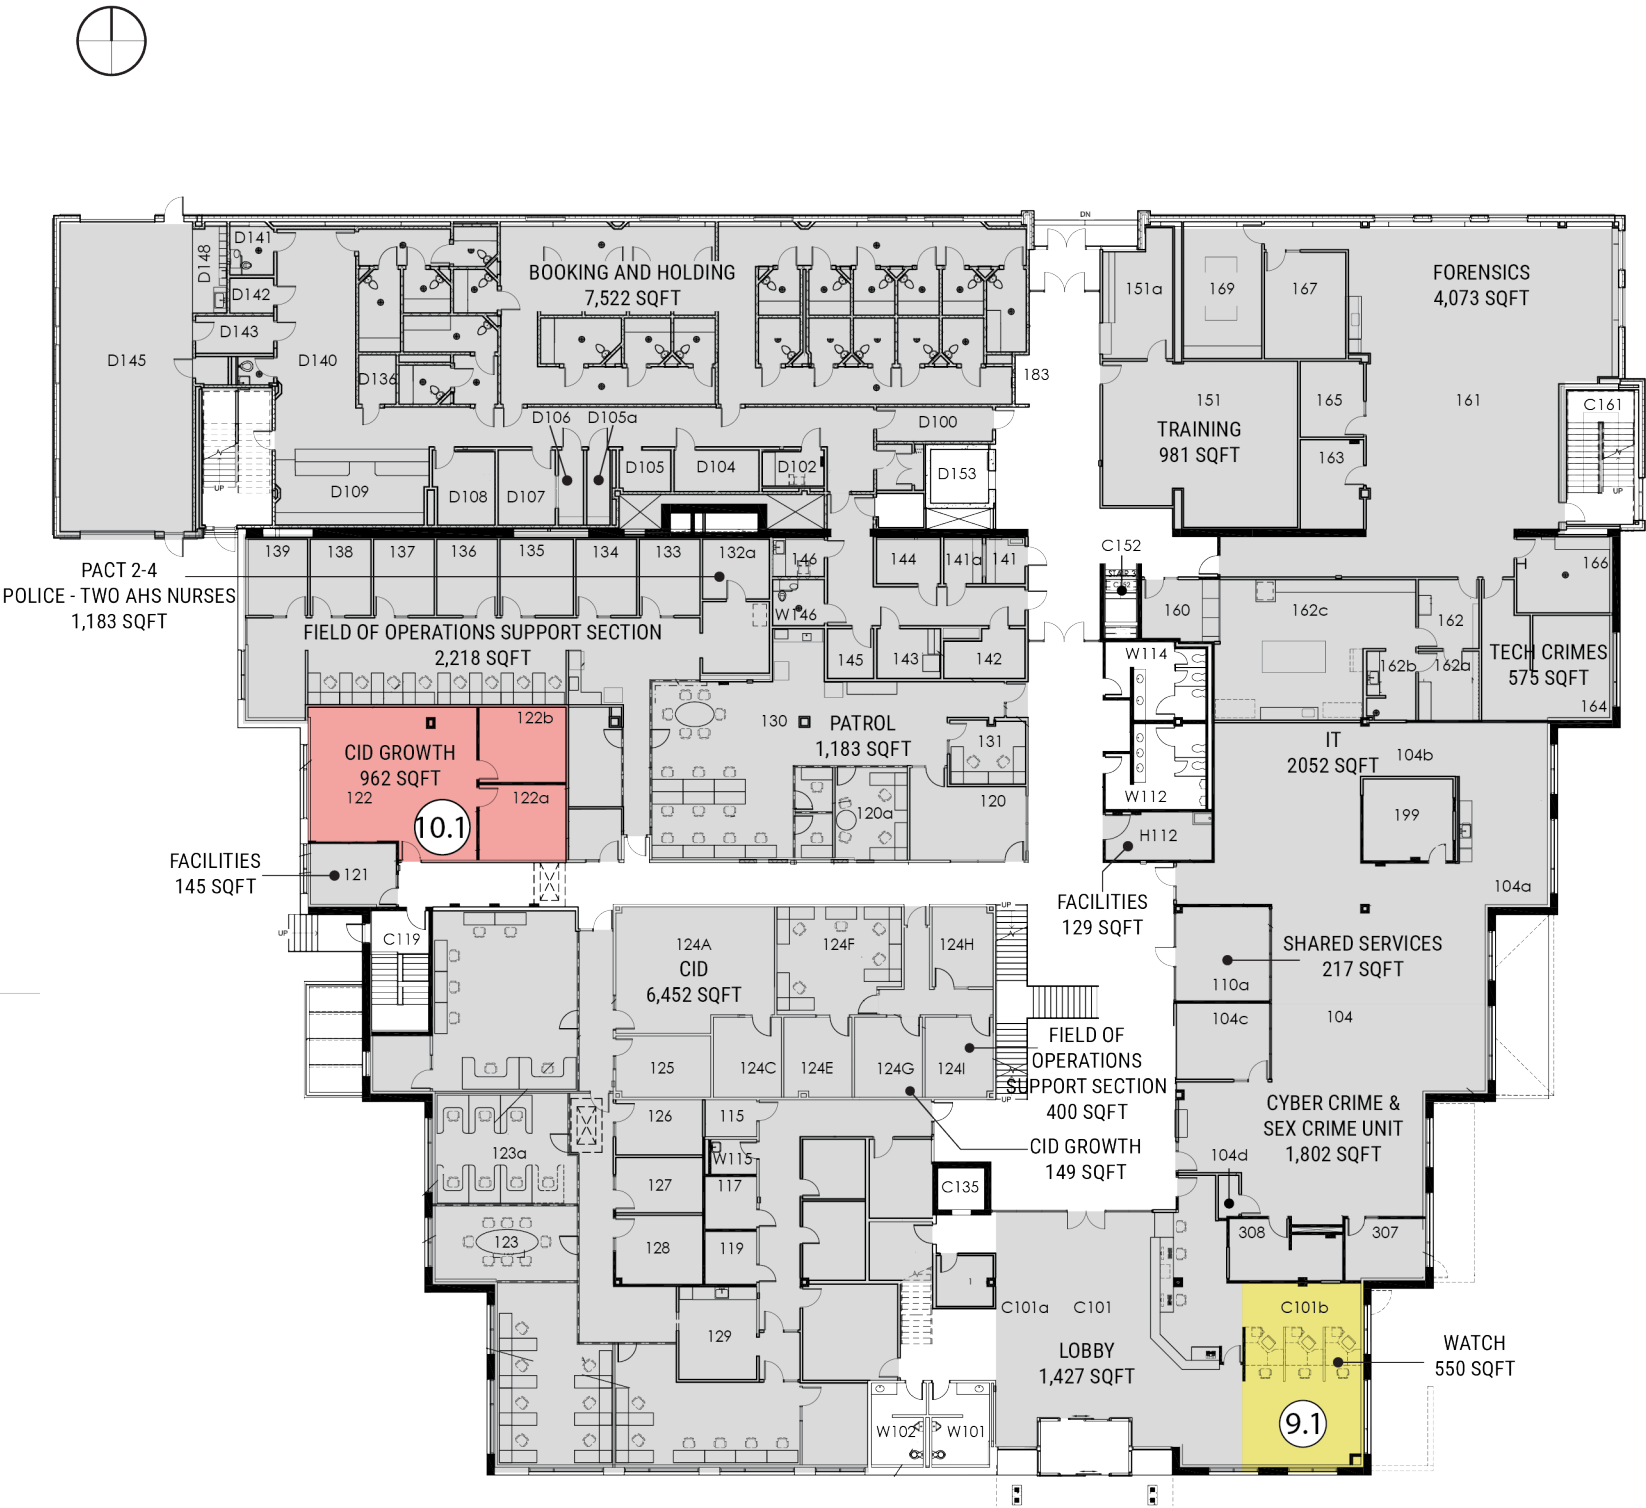 DN
D141
D148
D142
D143
D145
D140
D136
BOOKING AND HOLDING
7,522 SQFT
183
151a
169
167
FORENSICS
4,073 SQFT
151
TRAINING
981 SQFT
165
163
161
C161
UP
D106
D105a
D100
D109
D108
D107
D105
D104
D102
D153
UP
139
138
137
136
135
134
133
132a
146
W146
144
141a
141
145
143
142
C152
160
162c
162
162b
162a
166
TECH CRIMES
575 SQFT
164
PACT 2-4
POLICE - TWO AHS NURSES
1,183 SQFT
FIELD OF OPERATIONS SUPPORT SECTION
2,218 SQFT
W114
W112
H112
122b
CID GROWTH
962 SQFT
122
122a
10.1
130
PATROL
1,183 SQFT
131
120a
120
IT
2052 SQFT
104b
199
104a
FACILITIES
145 SQFT
121
FACILITIES
129 SQFT
C119
UP
124A
CID
6,452 SQFT
124F
124H
UP
SHARED SERVICES
217 SQFT
110a
104c
104
125
124C
124E
124G
124I
FIELD OF
OPERATIONS
SUPPORT SECTION
400 SQFT
UP
CID GROWTH
149 SQFT
CYBER CRIME &
SEX CRIME UNIT
1,802 SQFT
104d
126
115
W115
123a
127
117
C135
123
128
119
129
308
307
C101a
C101
LOBBY
1,427 SQFT
C101b
WATCH
550 SQFT
9.1
W102
W101